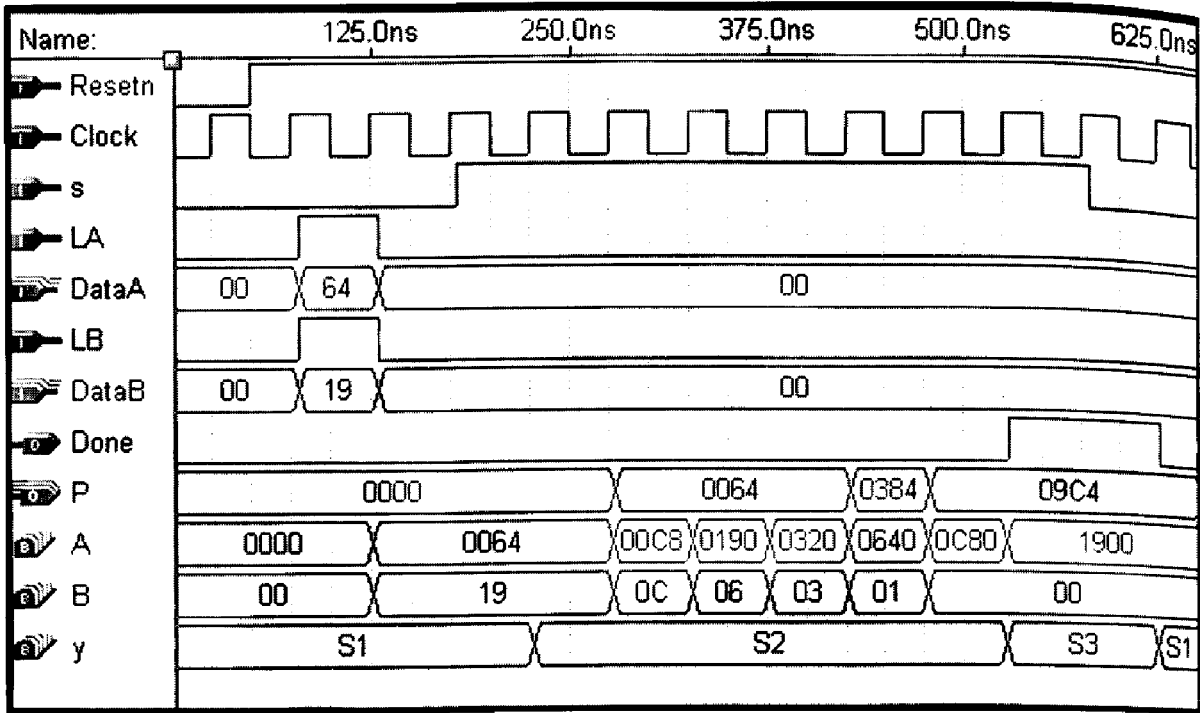 Name: 125.0ns 250.0ns 375.0ns 500.0ns 625.0ns
Resetn
Clock
s
LA
DataA 00 64 00
LB
DataB 00 19 00
Done
P 0000 0064 0384 09C4
A 0000 0064 00C8 0190 0320 0640 0C80 1900
B 00 19 0C 06 03 01 00
y S1 S2 S3 S1